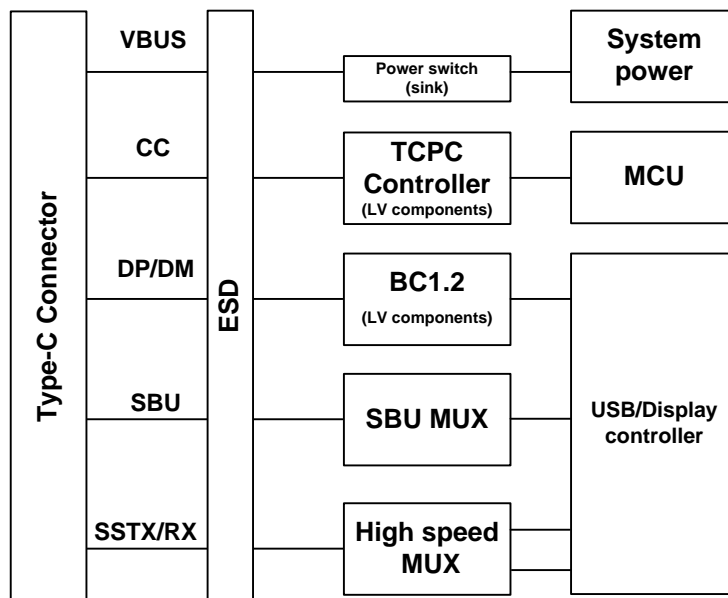 VBUS
Power switch
(sink)
System
power
CC
TCPC
Controller
(LV components)
MCU
Type-C Connector
DP/DM
ESD
BC1.2
(LV components)
SBU
SBU MUX
USB/Display
controller
SSTX/RX
High speed
MUX